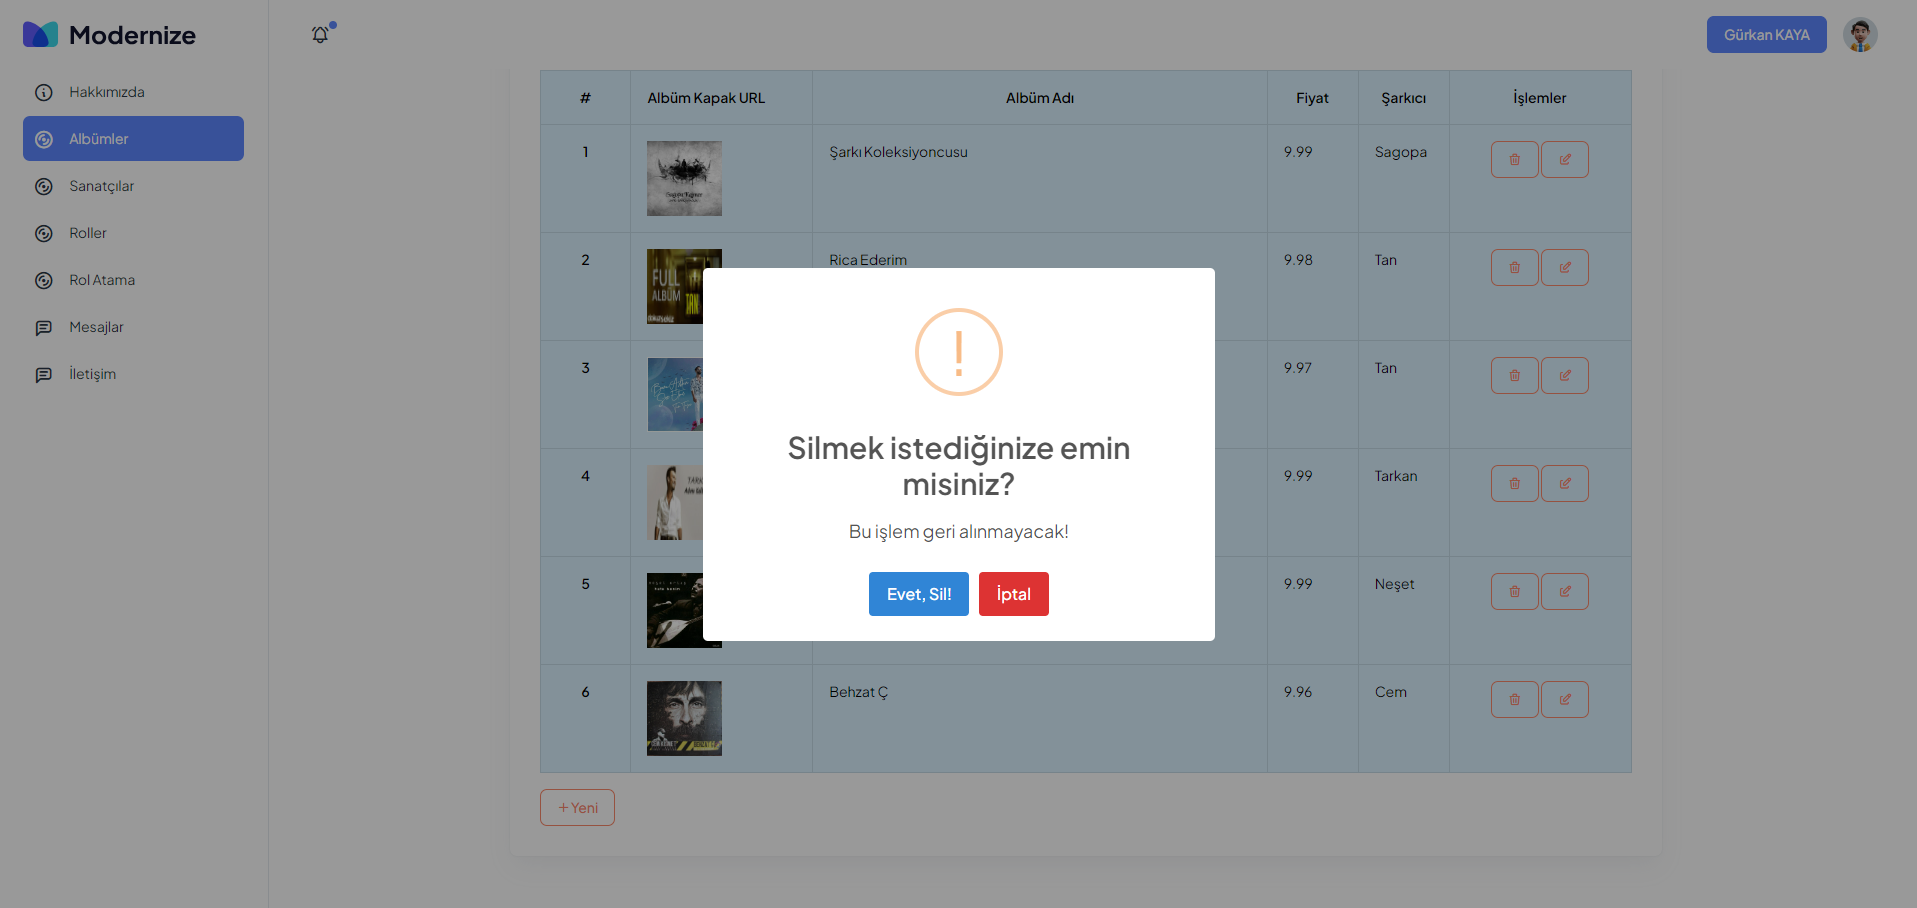 Modernize
Gürkan KAYA
Hakkımızda
Albümler
Sanatçılar
Roller
Rol Atama
Mesajlar
İletişim
# Albüm Kapak URL Albüm Adı Fiyat Şarkıcı İşlemler
1 Şarkı Koleksiyoncusu 9.99 Sagopa
2 Rica Ederim 9.98 Tan
FULL
ALBÜM
TAN
3 9.97 Tan
4 9.99 Tarkan
5 9.99 Neşet
6 Behzat Ç 9.96 Cem
+ Yeni
!
Silmek istediğinize emin
misiniz?
Bu işlem geri alınmayacak!
Evet, Sil!
İptal